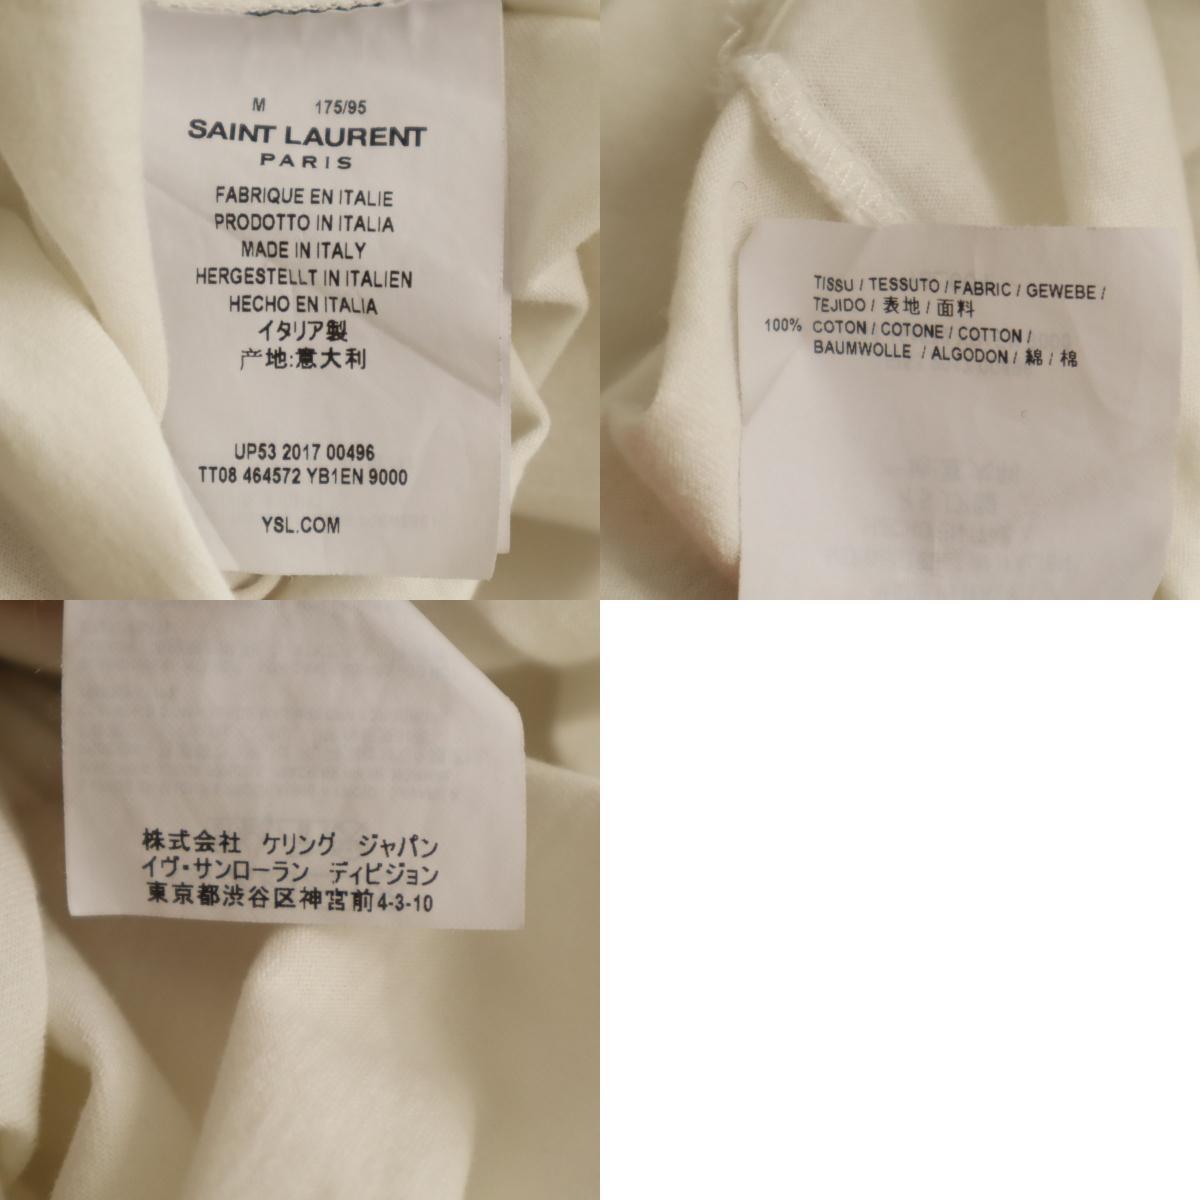 M 175/95
SAINT LAURENT
PARIS
FABRIQUE EN ITALIE
PRODOTTO IN ITALIA
MADE IN ITALY
HERGESTELLT IN ITALIEN
HECHO EN ITALIA
イタリア製
产地:意大利
UP53 2017 00496
TT08 464572 YB1EN 9000
YSL.COM
TISSU / TESSUTO / FABRIC / GEWEBE /
TEJIDO / 表地 / 面料
100% COTON / COTONE / COTTON /
BAUMWOLLE / ALGODON / 綿 / 棉
株式会社 ケリング ジャパン
イヴ・サンローラン ディビジョン
東京都渋谷区神宮前4-3-10